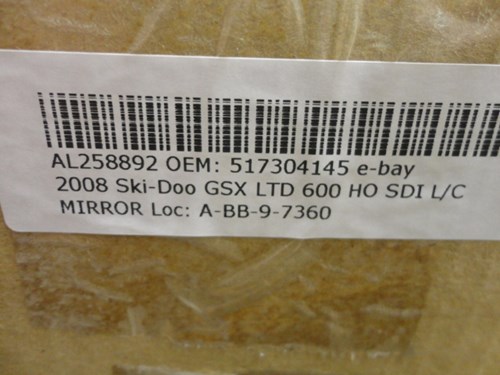 AL258892 OEM: 517304145 e-bay
2008 Ski-Doo GSX LTD 600 HO SDI L/C
MIRROR Loc: A-BB-9-7360